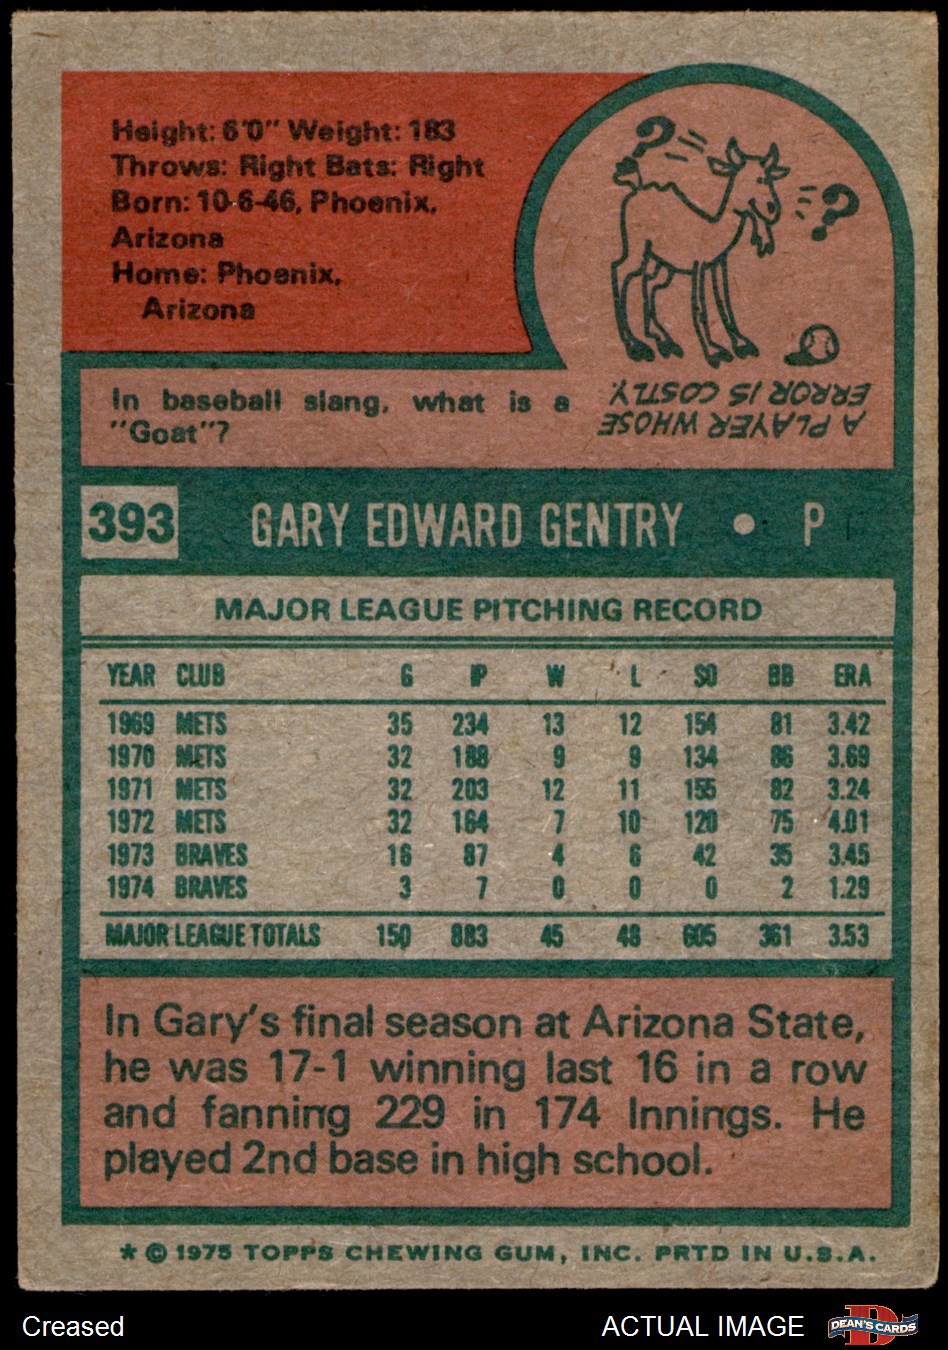 Height: 6'0" Weight: 183
Throws: Right Bats: Right
Born: 10-6-46, Phoenix,
Arizona
Home: Phoenix,
Arizona
? ?
In baseball slang, what is a
"Goat"?
A PLAYER WHOSE
ERROR IS COSTLY.
393 GARY EDWARD GENTRY • P
MAJOR LEAGUE PITCHING RECORD
YEAR CLUB G IP W L SO BB ERA
1969 METS 35 234 13 12 154 81 3.42
1970 METS 32 188 9 9 134 86 3.69
1971 METS 32 203 12 11 155 82 3.24
1972 METS 32 164 7 10 120 75 4.01
1973 BRAVES 16 87 4 6 42 35 3.45
1974 BRAVES 3 7 0 0 0 2 1.29
MAJOR LEAGUE TOTALS 150 883 45 48 605 361 3.53
In Gary's final season at Arizona State,
he was 17-1 winning last 16 in a row
and fanning 229 in 174 Innings. He
played 2nd base in high school.
* © 1975 TOPPS CHEWING GUM, INC. PRTD IN U.S.A.
Creased ACTUAL IMAGE DEAN'S CARDS